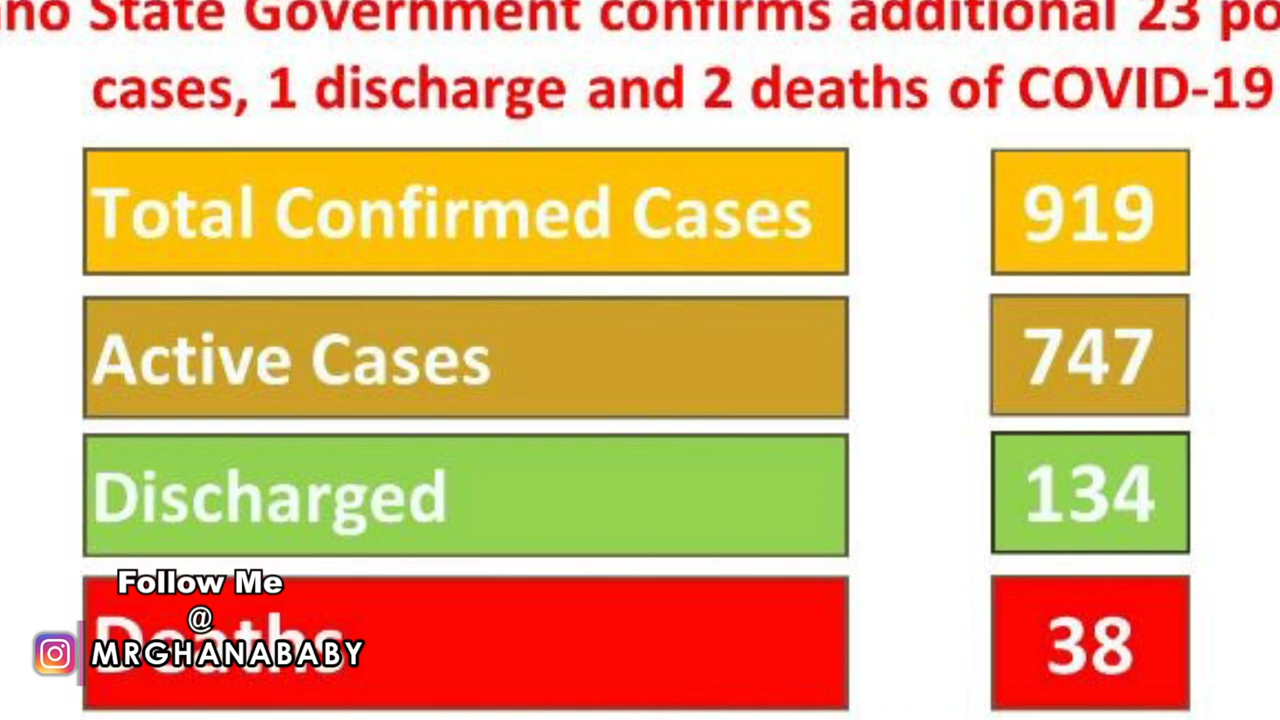 State Government confirms additional 23
cases, 1 discharge and 2 deaths of COVID-19
Total Confirmed Cases 919
Active Cases 747
Discharged 134
Deaths 38
Follow Me
@
MRGHANABABY